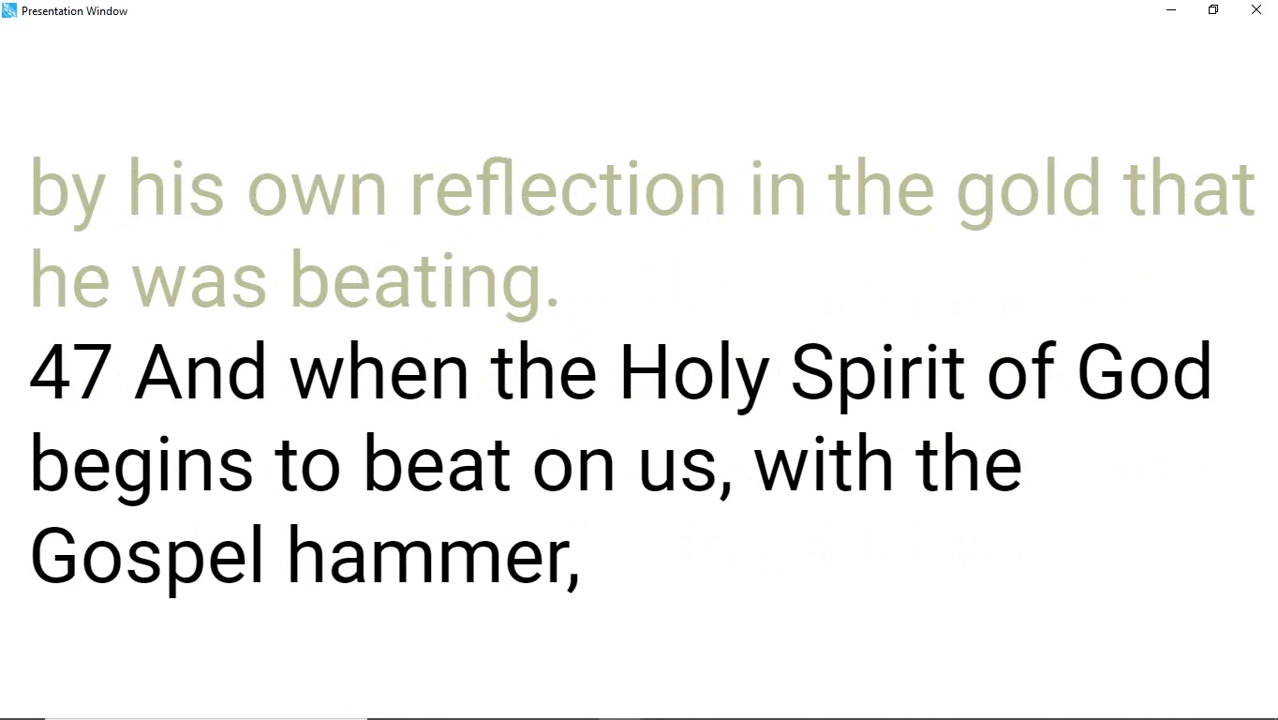 Presentation Window
by his own reflection in the gold that
he was beating.
47 And when the Holy Spirit of God
begins to beat on us, with the
Gospel hammer,